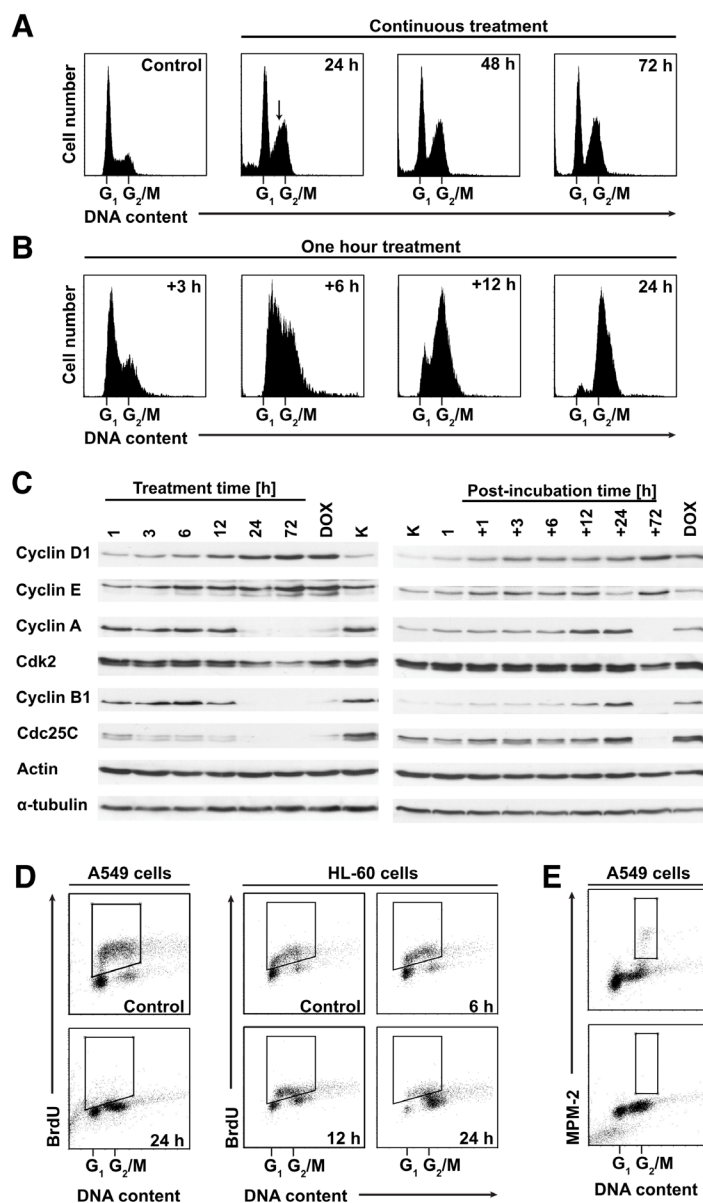 A
Continuous treatment
Control
24 h
48 h
72 h
Cell number
G1 G2/M
G1 G2/M
G1 G2/M
G1 G2/M
DNA content
B
One hour treatment
+3 h
+6 h
+12 h
24 h
Cell number
G1 G2/M
G1 G2/M
G1 G2/M
G1 G2/M
DNA content
C
Treatment time [h]
1 3 6 12 24 72 DOX K
Post-incubation time [h]
K 1 +1 +3 +6 +12 +24 +72 DOX
Cyclin D1
Cyclin E
Cyclin A
Cdk2
Cyclin B1
Cdc25C
Actin
α-tubulin
D
A549 cells
HL-60 cells
BrdU
Control
24 h
G1 G2/M
BrdU
Control
6 h
12 h
24 h
G1 G2/M
G1 G2/M
DNA content
E
A549 cells
MPM-2
G1 G2/M
DNA content